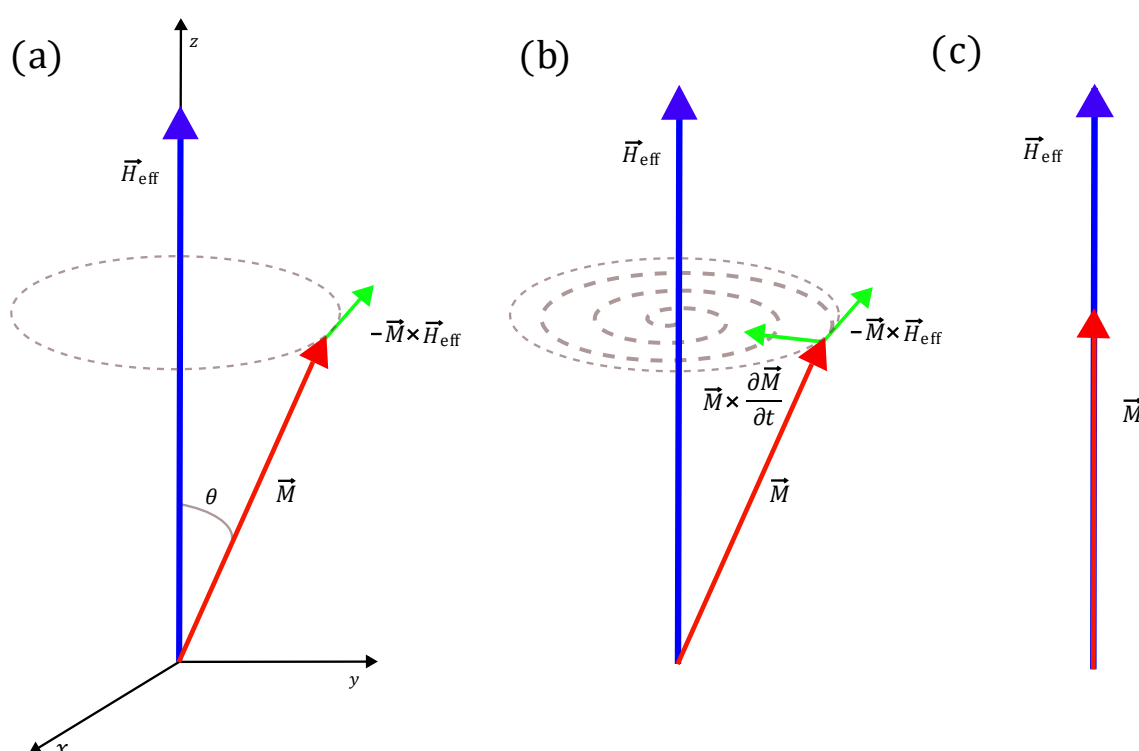 (a)
z
H⃗eff
-M⃗×H⃗eff
θ
M⃗
y
x
(b)
H⃗eff
-M⃗×H⃗eff
M⃗×∂M⃗/∂t
M⃗
(c)
H⃗eff
M⃗